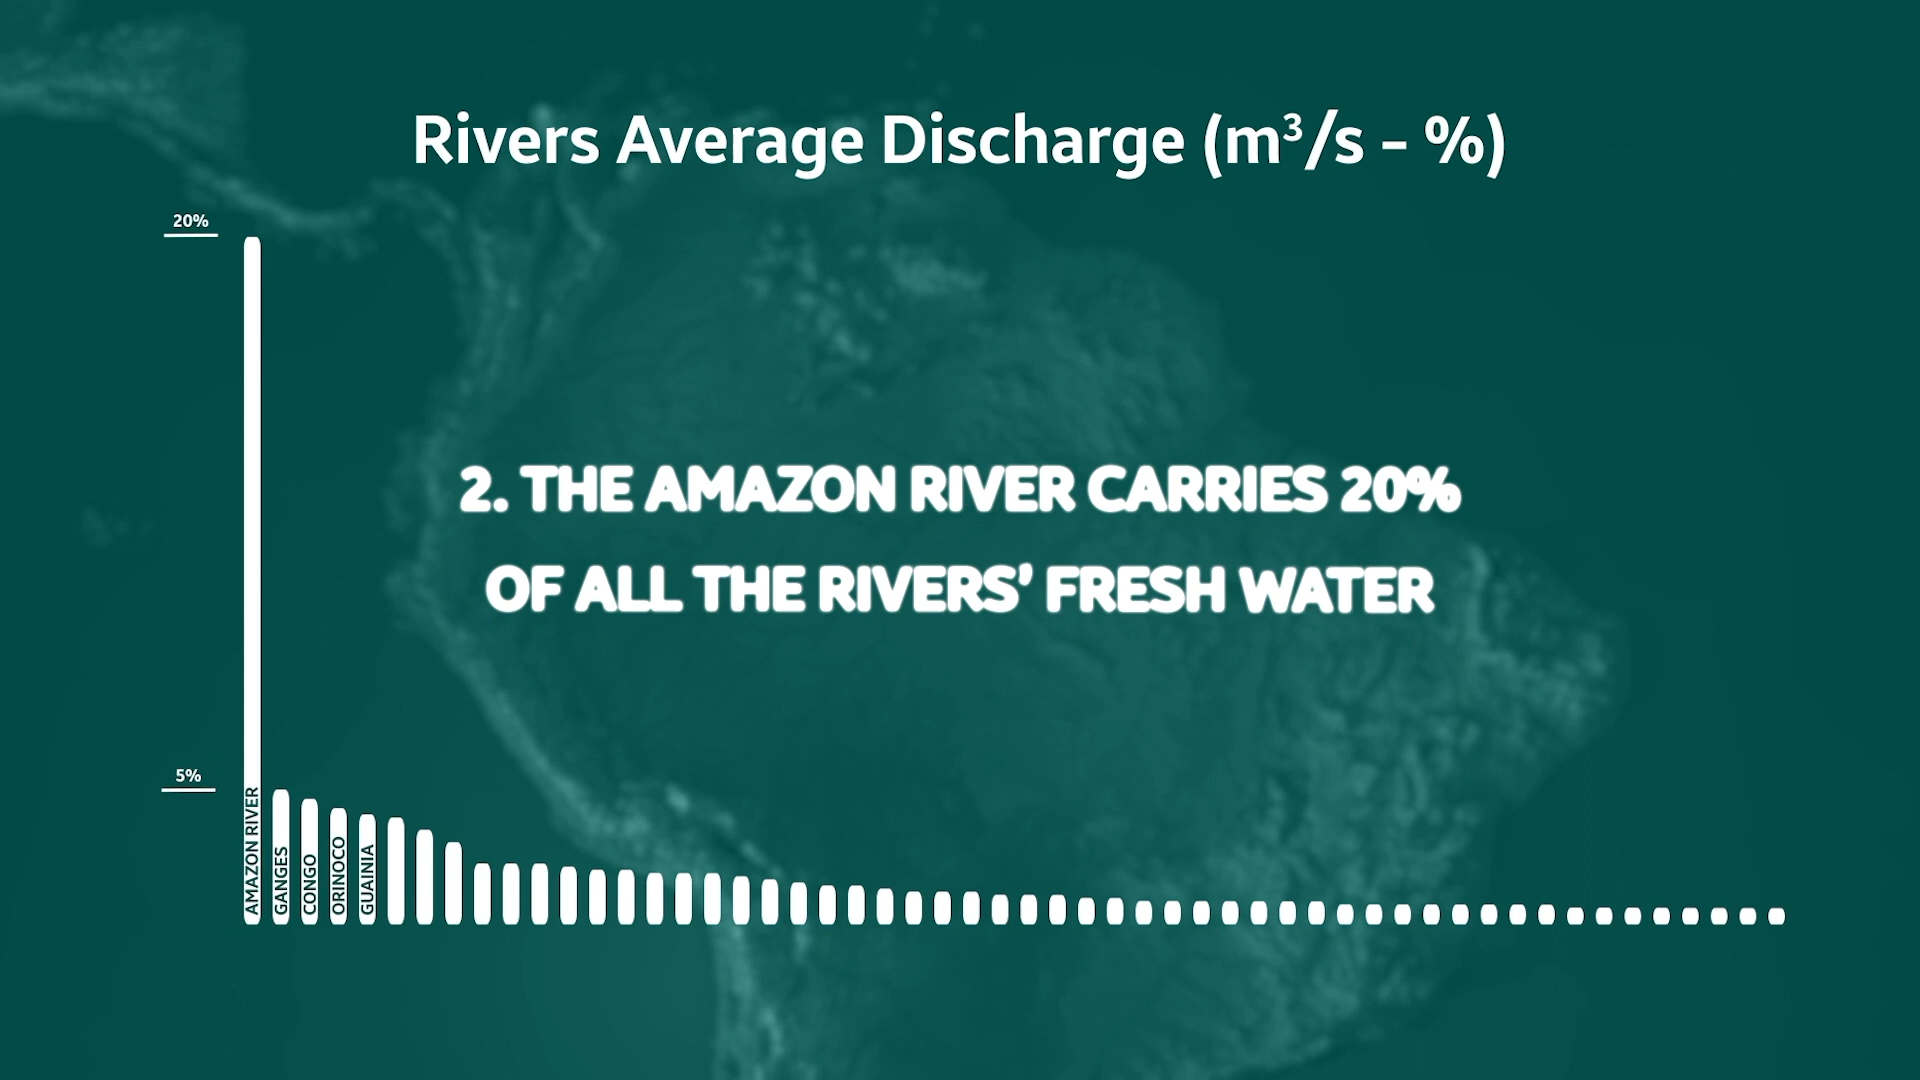 Rivers Average Discharge (m³/s – %)
20%
2. THE AMAZON RIVER CARRIES 20%
OF ALL THE RIVERS’ FRESH WATER
5%
AMAZON RIVER
GANGES
CONGO
ORINOCO
GUAINIA